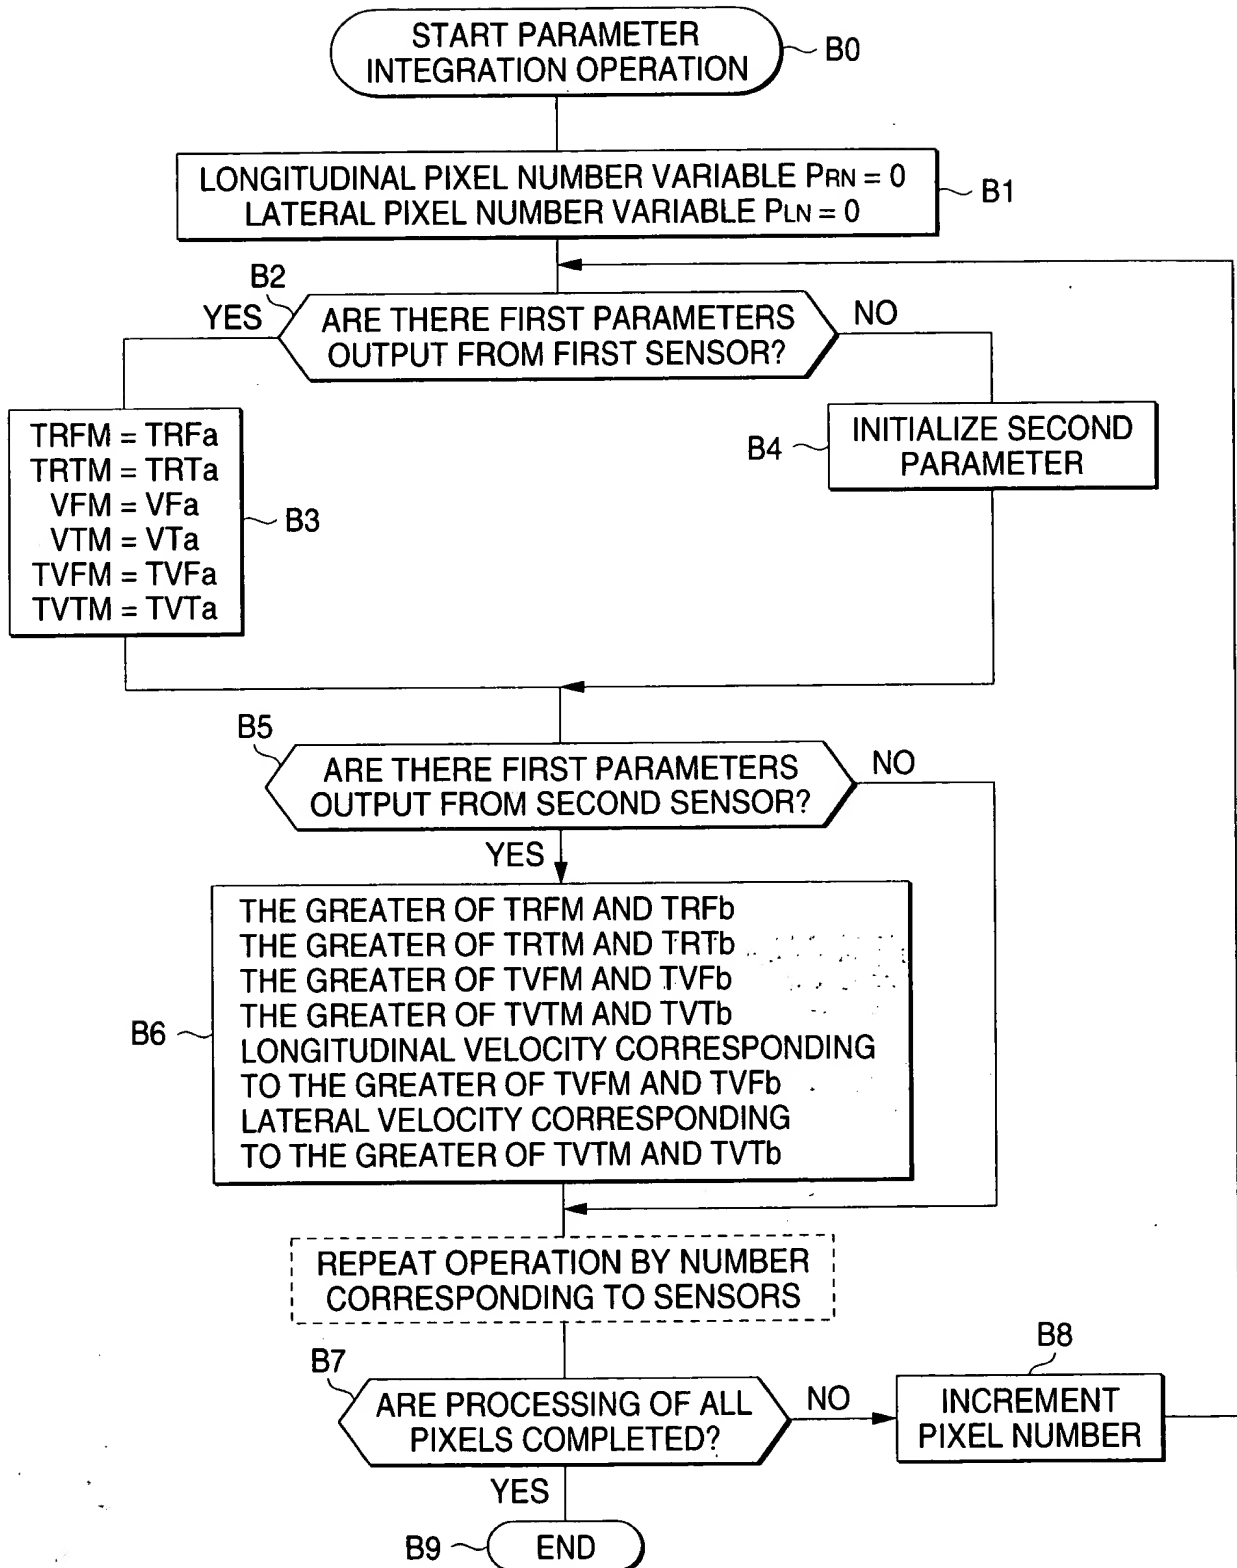 START PARAMETER
INTEGRATION OPERATION
B0
LONGITUDINAL PIXEL NUMBER VARIABLE PRN = 0
LATERAL PIXEL NUMBER VARIABLE PLN = 0
B1
B2
YES
ARE THERE FIRST PARAMETERS
OUTPUT FROM FIRST SENSOR?
NO
TRFM = TRFa
TRTM = TRTa
VFM = VFa
VTM = VTa
TVFM = TVFa
TVTM = TVTa
B3
B4
INITIALIZE SECOND
PARAMETER
B5
ARE THERE FIRST PARAMETERS
OUTPUT FROM SECOND SENSOR?
NO
YES
B6
THE GREATER OF TRFM AND TRFb
THE GREATER OF TRTM AND TRTb
THE GREATER OF TVFM AND TVFb
THE GREATER OF TVTM AND TVTb
LONGITUDINAL VELOCITY CORRESPONDING
TO THE GREATER OF TVFM AND TVFb
LATERAL VELOCITY CORRESPONDING
TO THE GREATER OF TVTM AND TVTb
REPEAT OPERATION BY NUMBER
CORRESPONDING TO SENSORS
B7
ARE PROCESSING OF ALL
PIXELS COMPLETED?
NO
B8
INCREMENT
PIXEL NUMBER
YES
B9
END